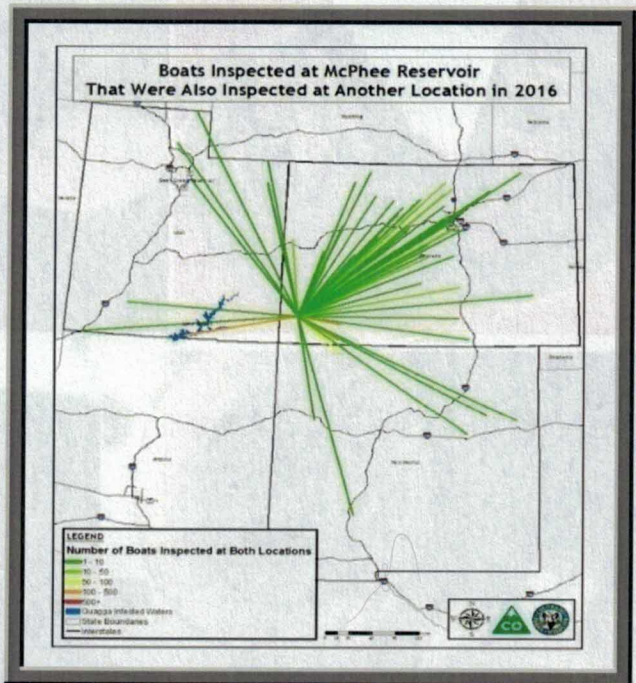 Boats Inspected at McPhee Reservoir
That Were Also Inspected at Another Location in 2016
LEGEND
Number of Boats Inspected at Both Locations
1 - 10
10 - 50
50 - 100
100 - 500
500+
Quagga Infested Waters
State Boundaries
Interstates
CO